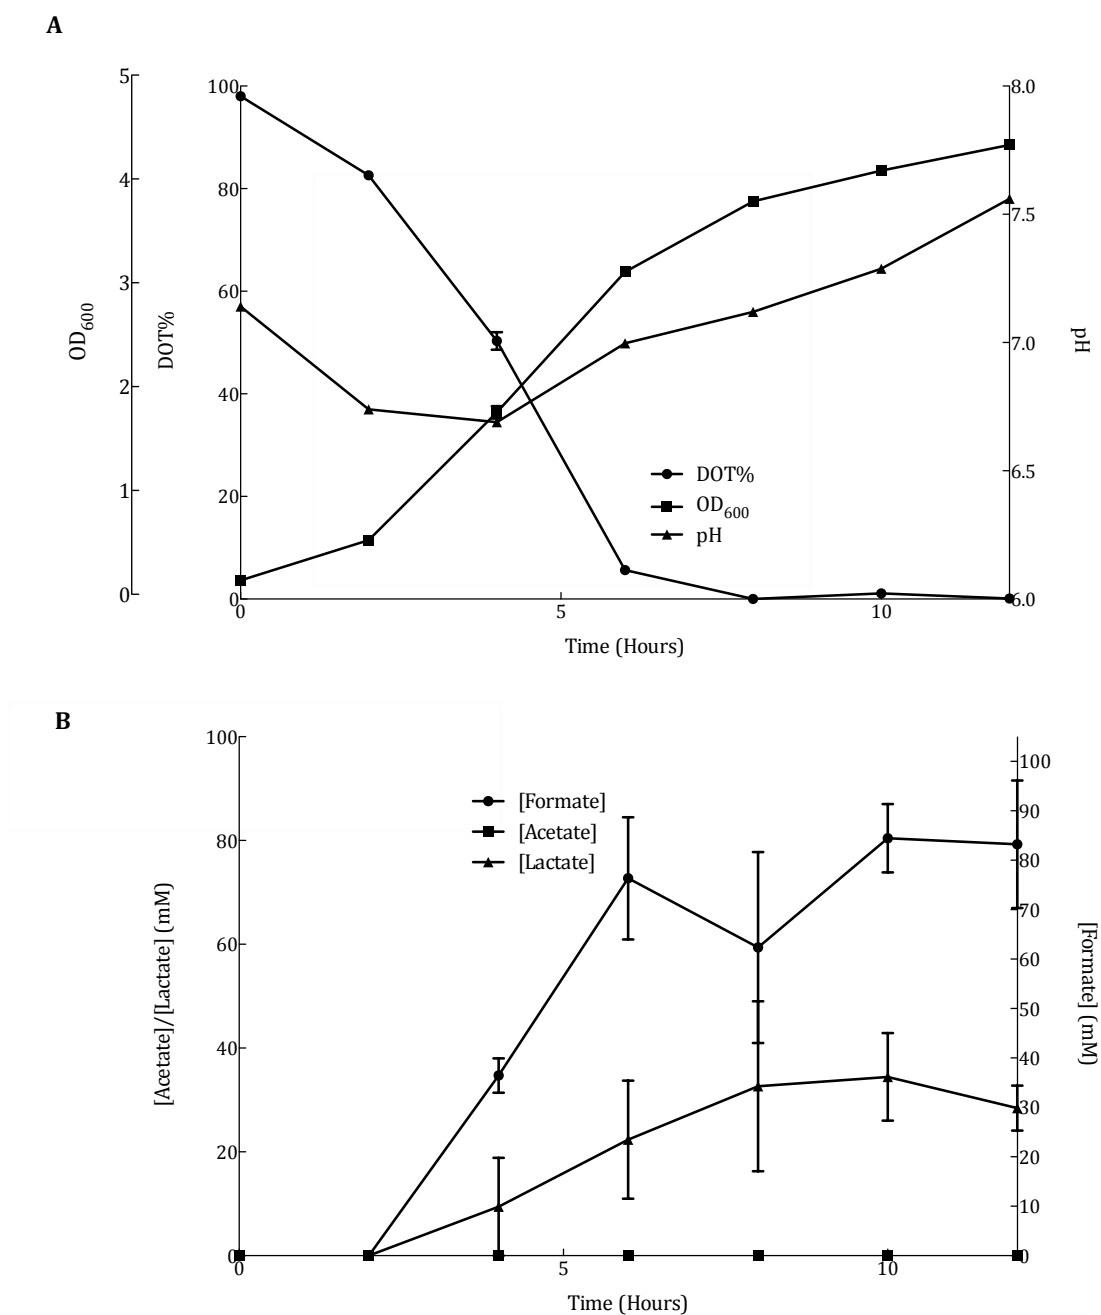 A
5
4
3
2
1
0
OD600
100
80
60
40
20
0
DOT%
8.0
7.5
7.0
6.5
6.0
pH
DOT%
OD600
pH
0
5
10
Time (Hours)
B
100
80
60
40
20
0
[Acetate]/[Lactate] (mM)
[Formate]
[Acetate]
[Lactate]
100
90
80
70
60
50
40
30
20
10
0
[Formate] (mM)
0
5
10
Time (Hours)